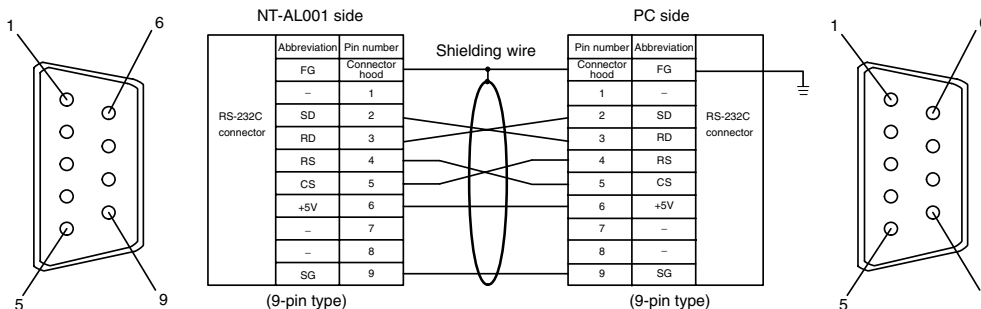 NT-AL001 side
PC side
1
6
5
9
Abbreviation Pin number
FG Connector hood
– 1
SD 2
RD 3
RS 4
CS 5
+5V 6
– 7
– 8
SG 9
RS-232C
connector
(9-pin type)
Shielding wire
Pin number Abbreviation
Connector hood FG
1 –
2 SD
3 RD
4 RS
5 CS
6 +5V
7 –
8 –
9 SG
RS-232C
connector
(9-pin type)
1
5